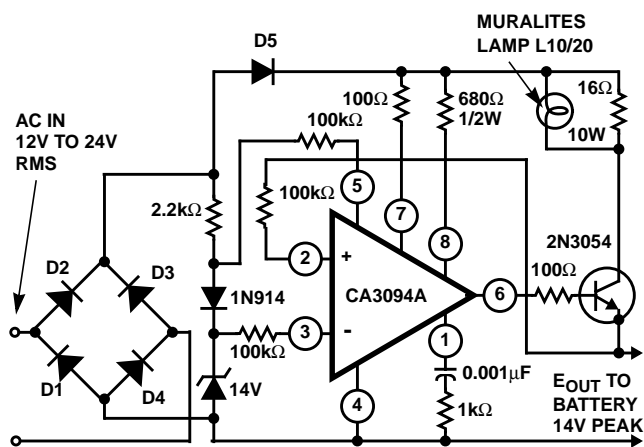 MURALITES
LAMP L10/20
D5
AC IN
12V TO 24V
RMS
100kΩ
100Ω
680Ω
1/2W
16Ω
10W
2.2kΩ
100kΩ
5
7
8
2N3054
D2
D3
2
+
CA3094A
6
100Ω
1N914
3
-
100kΩ
1
D1
D4
14V
4
0.001μF
1kΩ
EOUT TO
BATTERY
14V PEAK